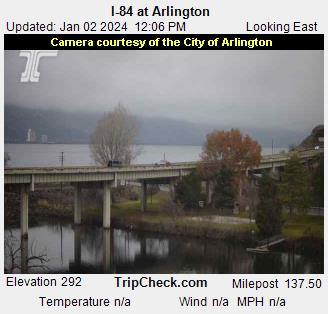 I-84 at Arlington
Updated: Jan 02 2024 12:06 PM Looking East
Camera courtesy of the City of Arlington
Elevation 292 TripCheck.com Milepost 137.50
Temperature n/a Wind n/a MPH n/a